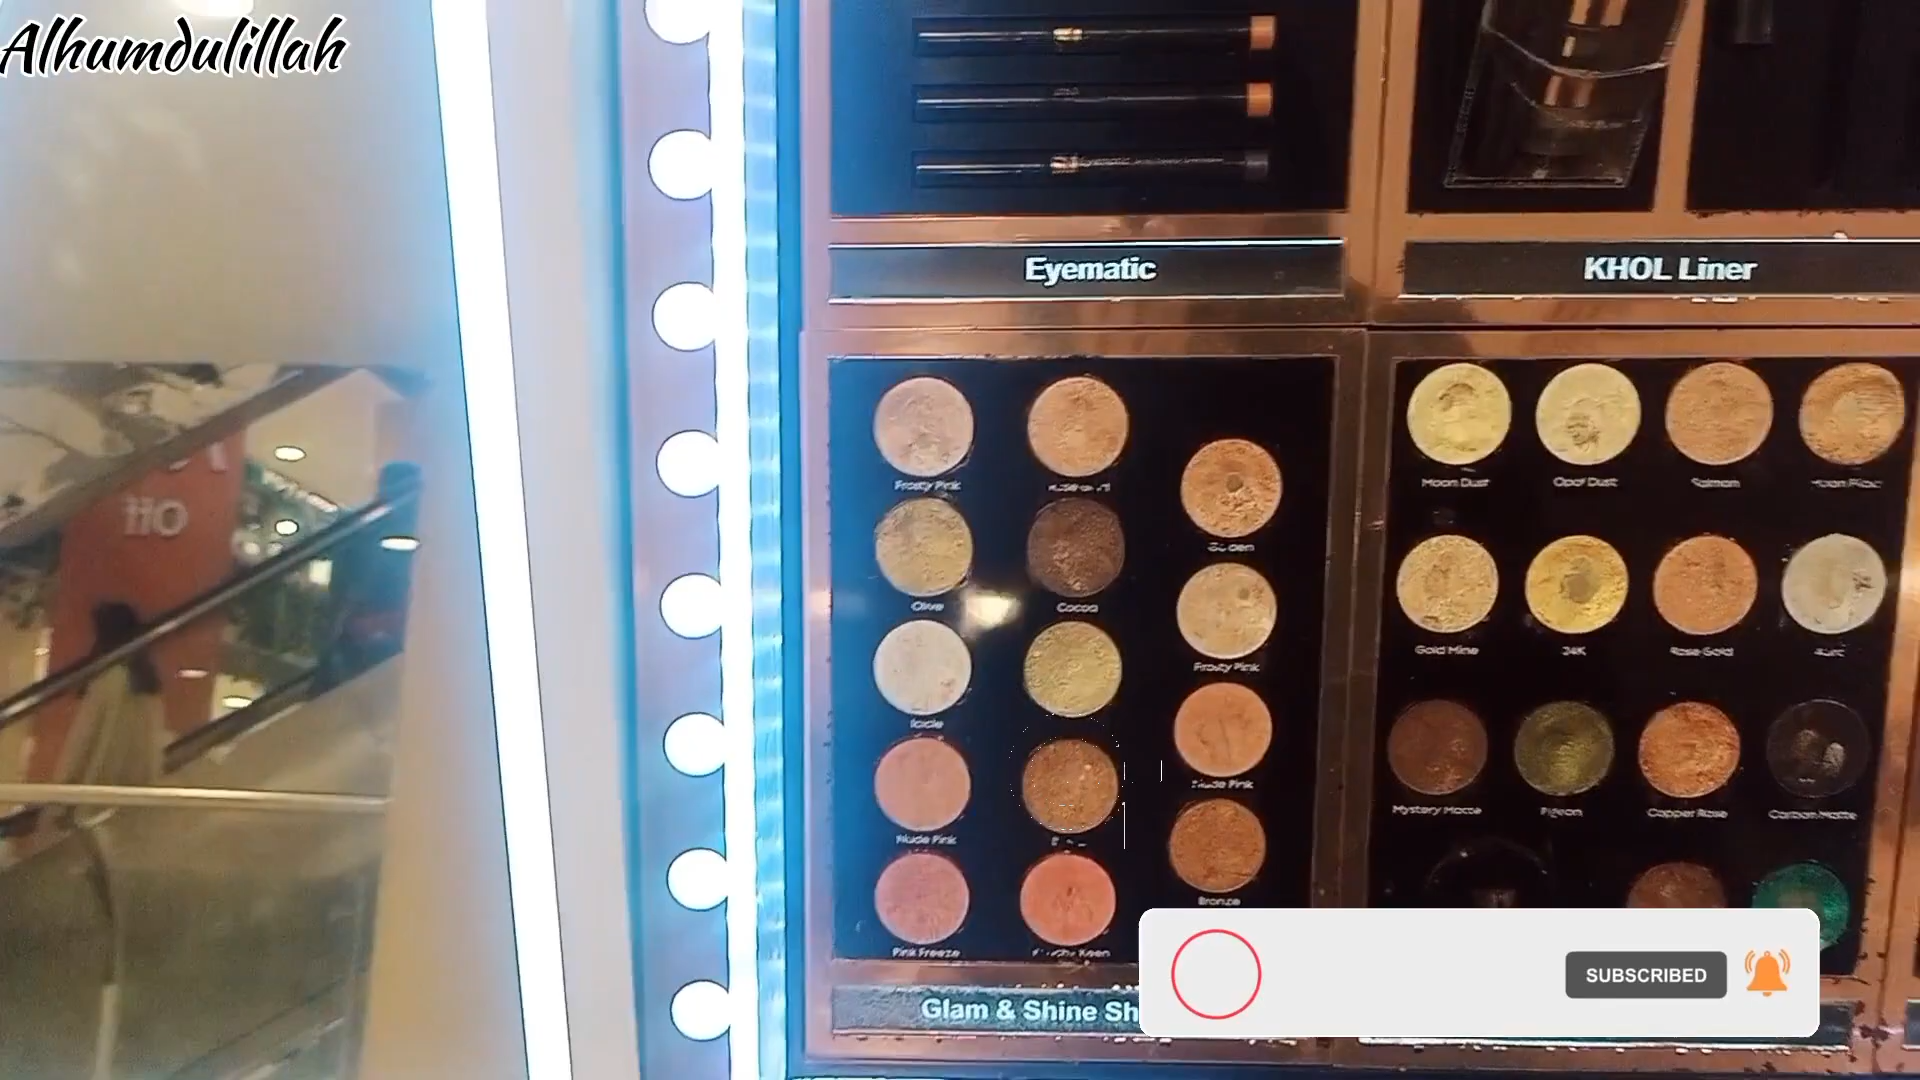 Alhumdulillah
Eyematic
KHOL Liner
Frosty Pink
Golden
Olive
Cocoa
Frosty Pink
Icicle
Nude Pink
Nude Pink
Bronze
Pink Freeze
Moon Dust
Opal Dust
Salmon
Gold Mine
24K
Rose Gold
Mystery Matte
Pigeon
Copper Rose
Carbon Matte
Glam & Shine Sh
SUBSCRIBED